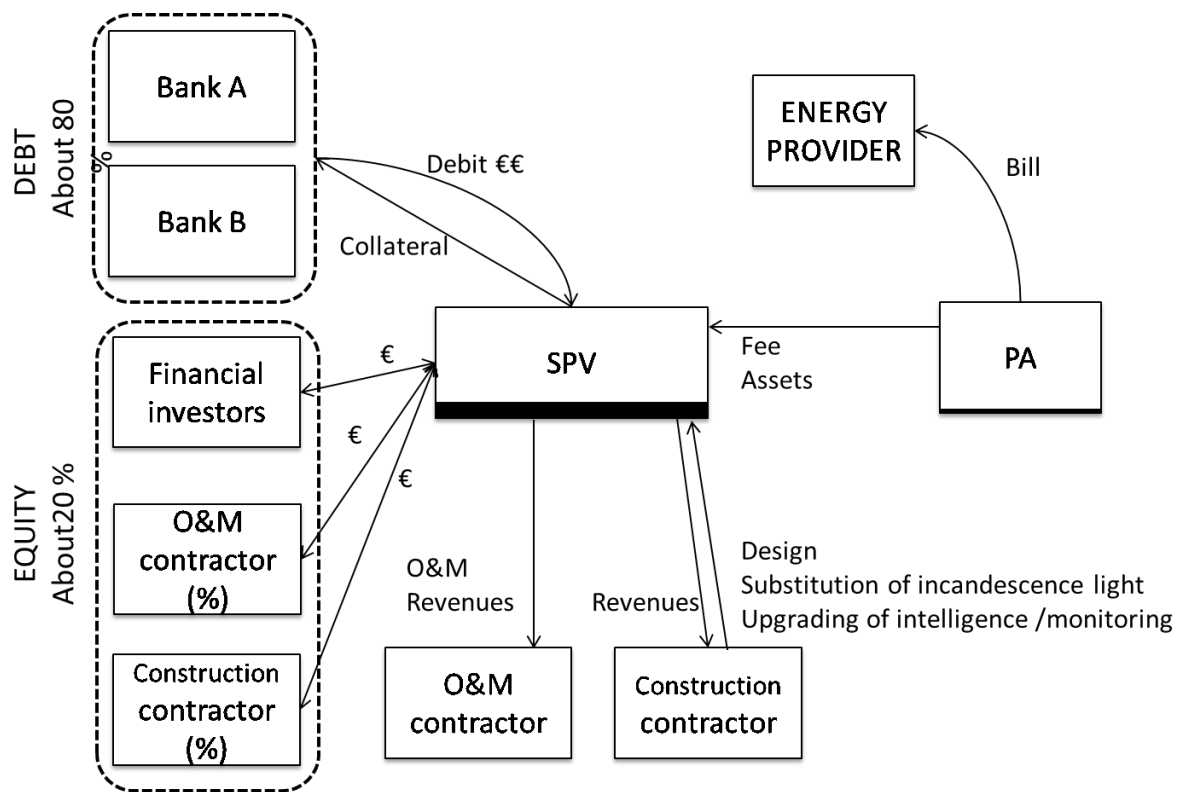 DEBT
About 80
%
Bank A
Bank B
Debit €€
Collateral
ENERGY
PROVIDER
Bill
EQUITY
About20 %
Financial
investors
€
€
€
SPV
Fee
Assets
PA
O&M
contractor
(%)
Construction
contractor
(%)
O&M
Revenues
Revenues
Design
Substitution of incandescence light
Upgrading of intelligence /monitoring
O&M
contractor
Construction
contractor